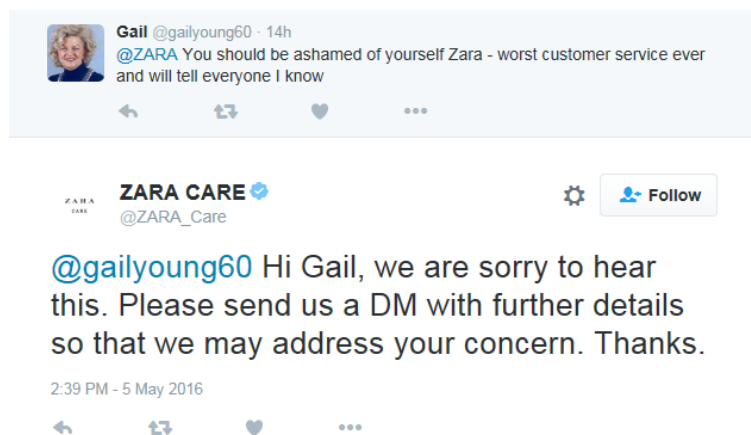 Gail @gailyoung60 · 14h
@ZARA You should be ashamed of yourself Zara - worst customer service ever
and will tell everyone I know
ZARA
CARE
ZARA CARE
@ZARA_Care
Follow
@gailyoung60 Hi Gail, we are sorry to hear
this. Please send us a DM with further details
so that we may address your concern. Thanks.
2:39 PM - 5 May 2016